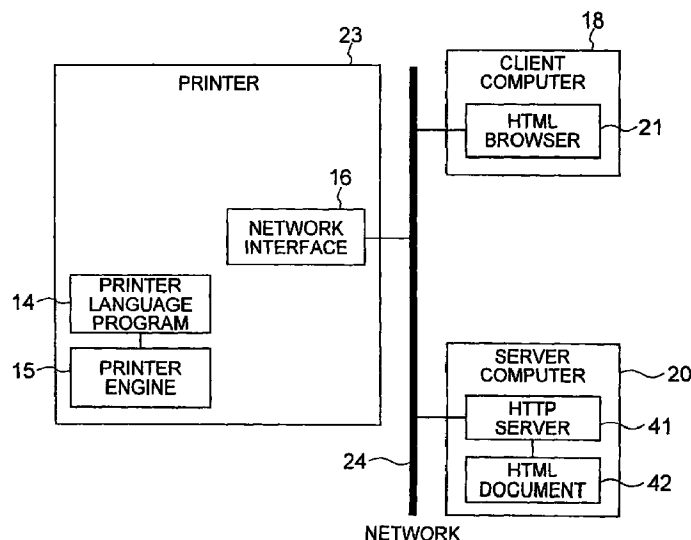 23
PRINTER
16
NETWORK
INTERFACE
14
PRINTER
LANGUAGE
PROGRAM
15
PRINTER
ENGINE
18
CLIENT
COMPUTER
HTML
BROWSER
21
SERVER
COMPUTER
20
HTTP
SERVER
41
HTML
DOCUMENT
42
24
NETWORK